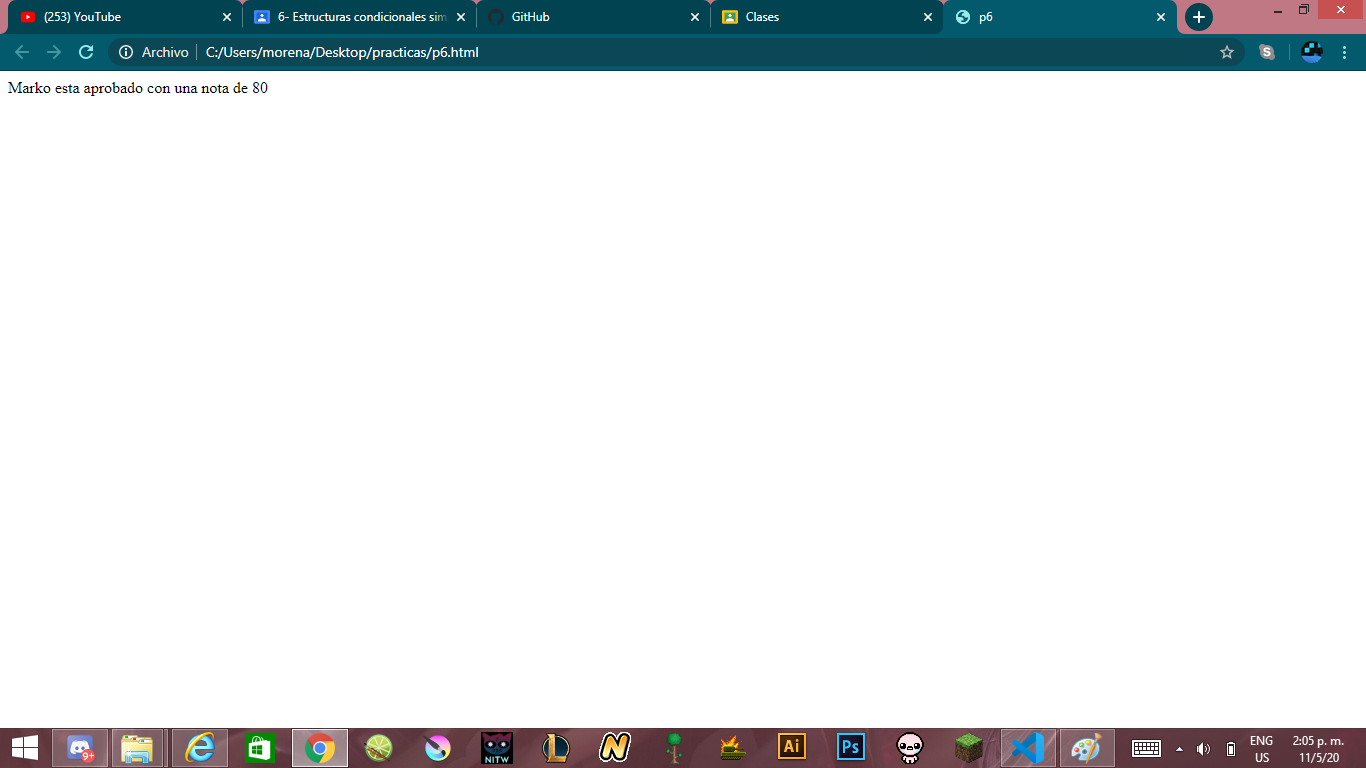 (253) YouTube
6- Estructuras condicionales sim
GitHub
Clases
p6
Archivo
C:/Users/morena/Desktop/practicas/p6.html
Marko esta aprobado con una nota de 80
9+
NITW
L
N
Ai
Ps
ENG
US
2:05 p. m.
11/5/20